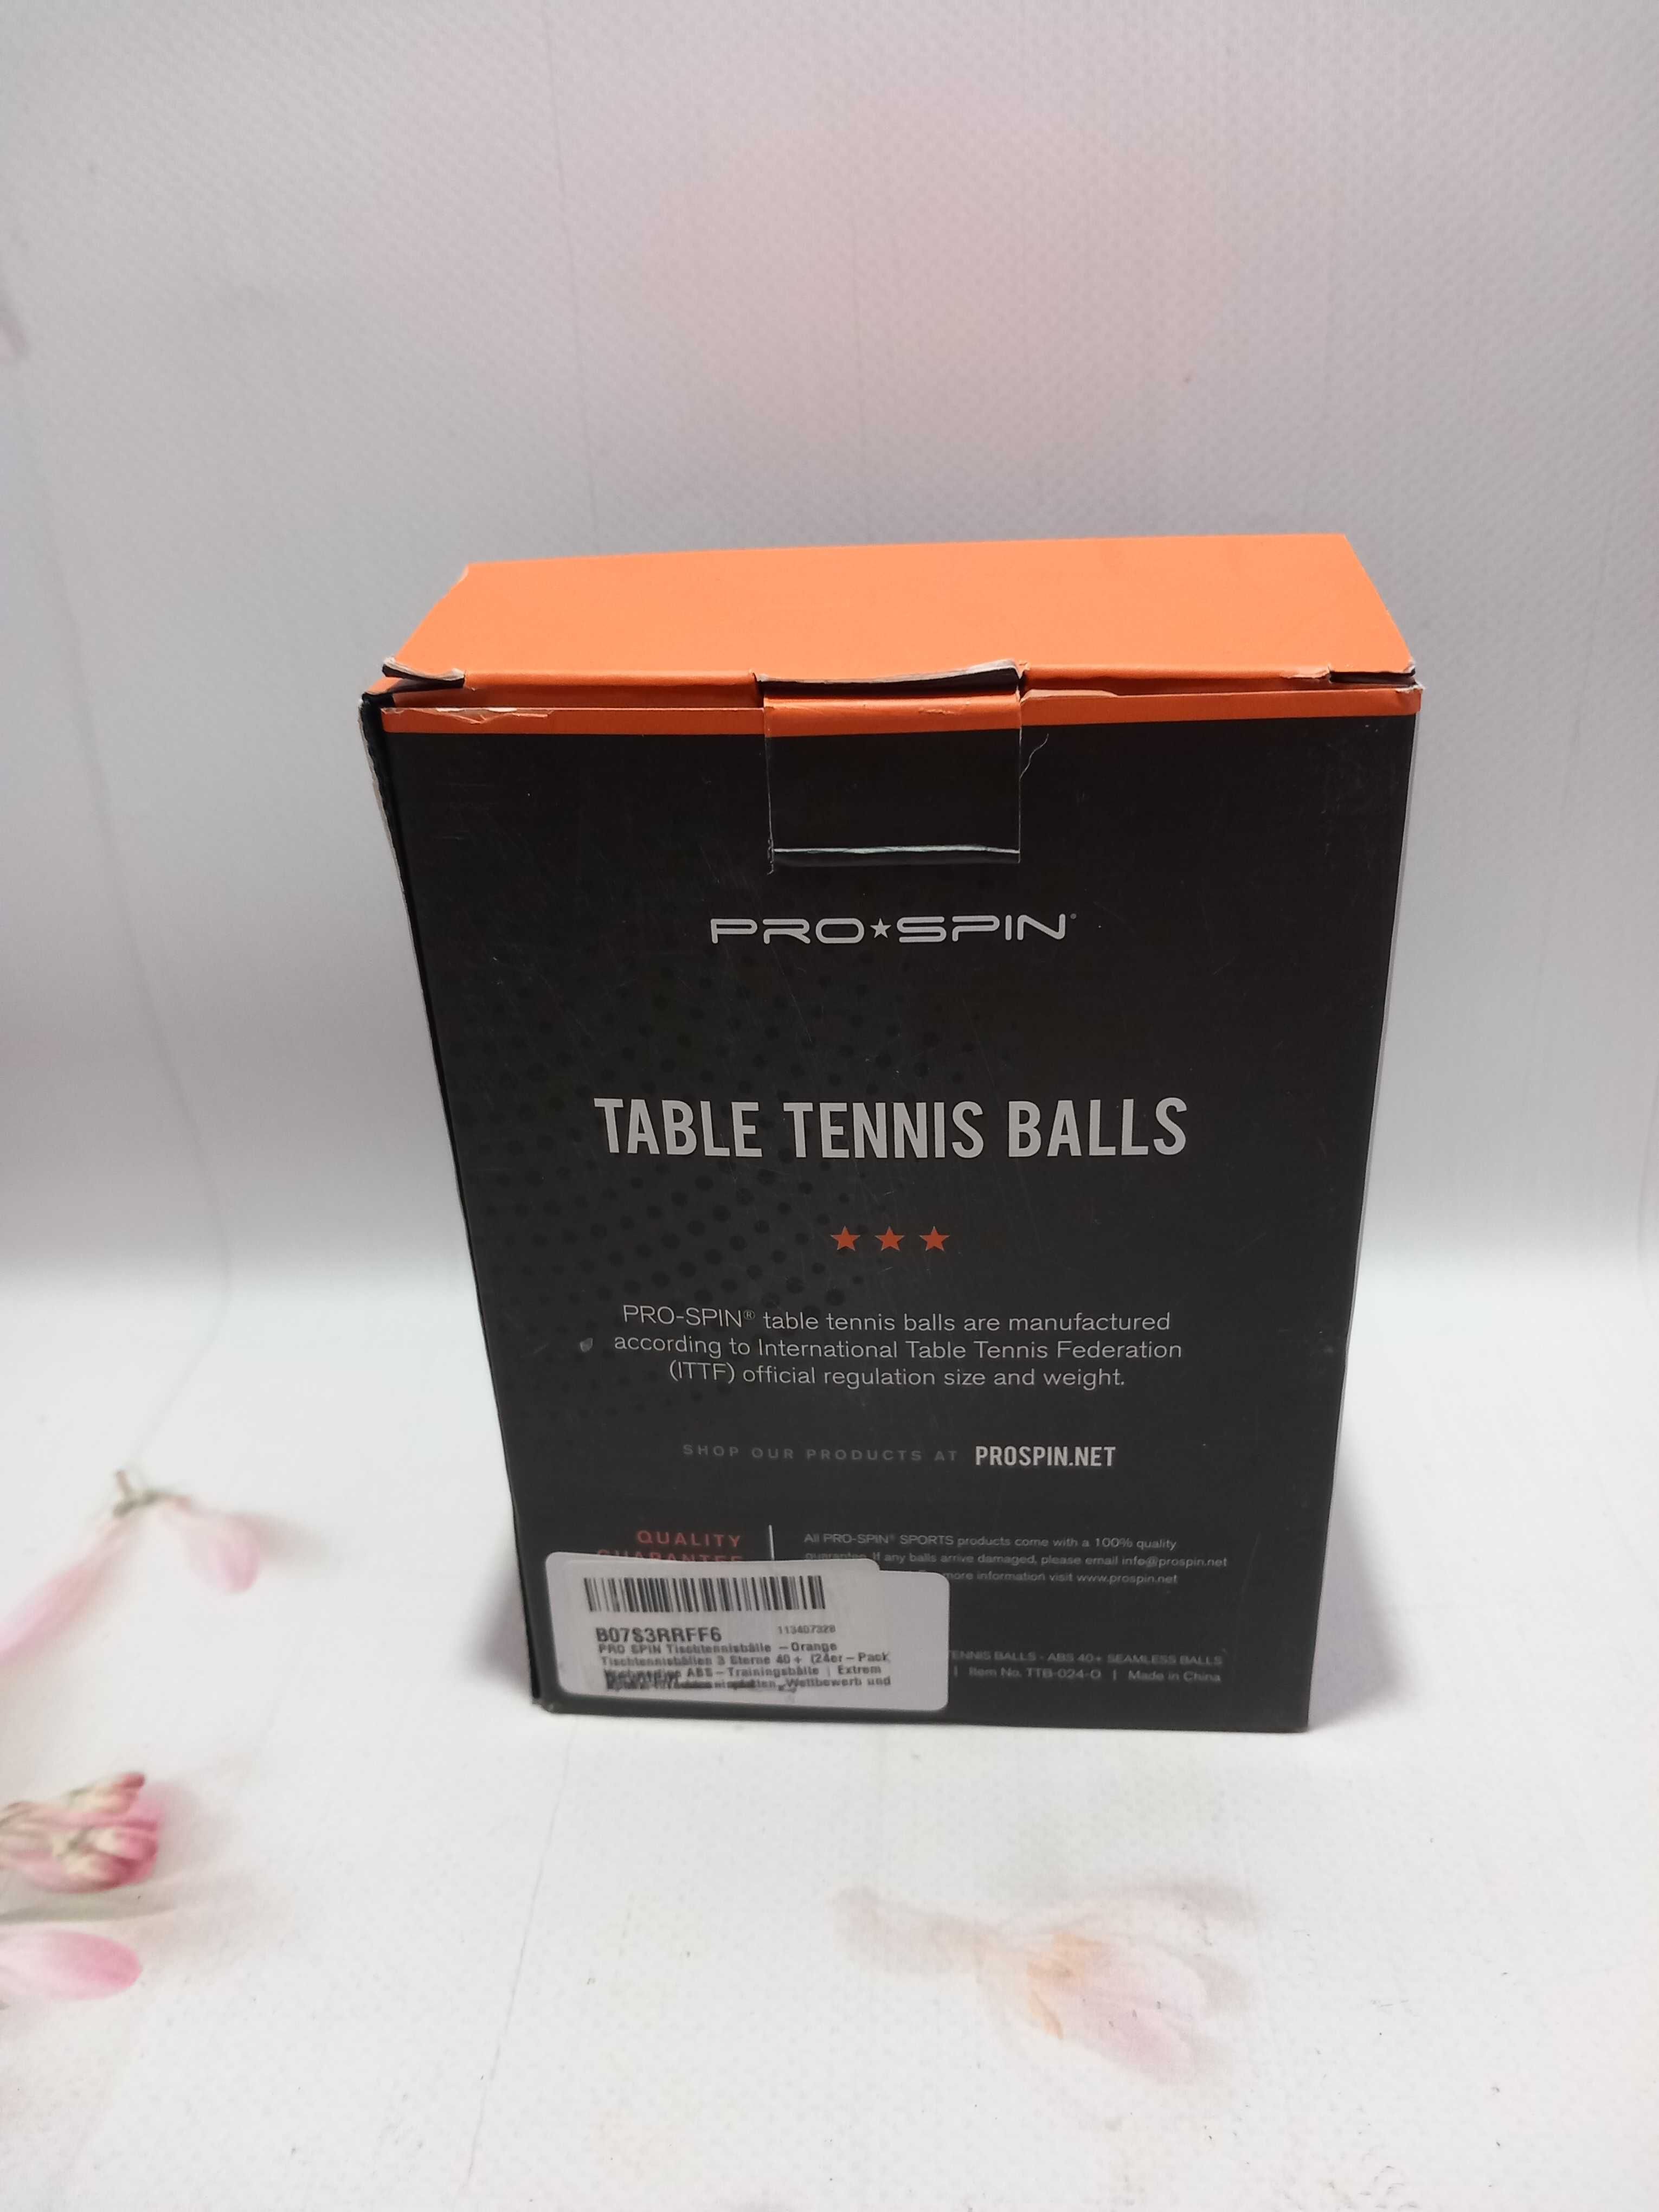 PRO★SPIN®
TABLE TENNIS BALLS
★ ★ ★
PRO-SPIN® table tennis balls are manufactured
according to International Table Tennis Federation
(ITTF) official regulation size and weight.
SHOP OUR PRODUCTS AT PROSPIN.NET
QUALITY
GUARANTEE
All PRO-SPIN® SPORTS products come with a 100% quality
guarantee. If any balls arrive damaged, please email info@prospin.net
more information visit www.prospin.net
TENNIS BALLS - ABS 40+ SEAMLESS BALLS
| Item No. TTB-024-O | Made in China
B07S3RRFF6 113407328
PRO SPIN Tischtennisbälle –Orange
Tischtennisbällen 3 Sterne 40+ (24er–Pack
ABS–Trainingsbälle | Extrem
Wettbewerb und